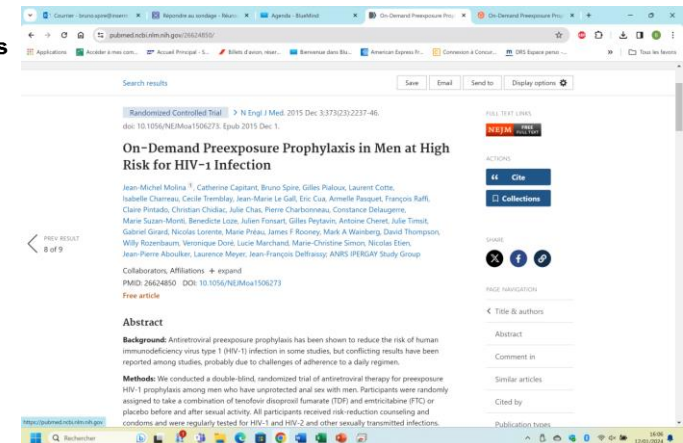 s
Courrier - bruno.spire@inserm
Répondre au sondage - Réuni
Agenda - BlueMind
On-Demand Preexposure Prop
On-Demand Preexposure Prop
pubmed.ncbi.nlm.nih.gov/26624850/
Applications
Accéder à mes com...
Accueil Principal - S...
Billets d'avion, réser...
Bienvenue dans Blu...
American Express Fr...
Connexion à Concur...
ORS Espace perso -...
Tous les favoris
Search results
Save
Email
Send to
Display options
Randomized Controlled Trial > N Engl J Med. 2015 Dec 3;373(23):2237-46.
doi: 10.1056/NEJMoa1506273. Epub 2015 Dec 1.
On-Demand Preexposure Prophylaxis in Men at High
Risk for HIV-1 Infection
Jean-Michel Molina 1, Catherine Capitant, Bruno Spire, Gilles Pialoux, Laurent Cotte,
Isabelle Charreau, Cecile Tremblay, Jean-Marie Le Gall, Eric Cua, Armelle Pasquet, François Raffi,
Claire Pintado, Christian Chidiac, Julie Chas, Pierre Charbonneau, Constance Delaugerre,
Marie Suzan-Monti, Benedicte Loze, Julien Fonsart, Gilles Peytavin, Antoine Cheret, Julie Timsit,
Gabriel Girard, Nicolas Lorente, Marie Préau, James F Rooney, Mark A Wainberg, David Thompson,
Willy Rozenbaum, Veronique Doré, Lucie Marchand, Marie-Christine Simon, Nicolas Etien,
Jean-Pierre Aboulker, Laurence Meyer, Jean-François Delfraissy; ANRS IPERGAY Study Group
Collaborators, Affiliations + expand
PMID: 26624850 DOI: 10.1056/NEJMoa1506273
Free article
Abstract
Background: Antiretroviral preexposure prophylaxis has been shown to reduce the risk of human
immunodeficiency virus type 1 (HIV-1) infection in some studies, but conflicting results have been
reported among studies, probably due to challenges of adherence to a daily regimen.
Methods: We conducted a double-blind, randomized trial of antiretroviral therapy for preexposure
HIV-1 prophylaxis among men who have unprotected anal sex with men. Participants were randomly
assigned to take a combination of tenofovir disoproxil fumarate (TDF) and emtricitabine (FTC) or
placebo before and after sexual activity. All participants received risk-reduction counseling and
condoms and were regularly tested for HIV-1 and HIV-2 and other sexually transmitted infections.
PREV RESULT
8 of 9
FULL TEXT LINKS
NEJM FREE FULL TEXT
ACTIONS
Cite
Collections
SHARE
PAGE NAVIGATION
Title & authors
Abstract
Comment in
Similar articles
Cited by
Publication types
https://pubmed.ncbi.nlm.nih.gov
Rechercher
16:06
12/01/2024